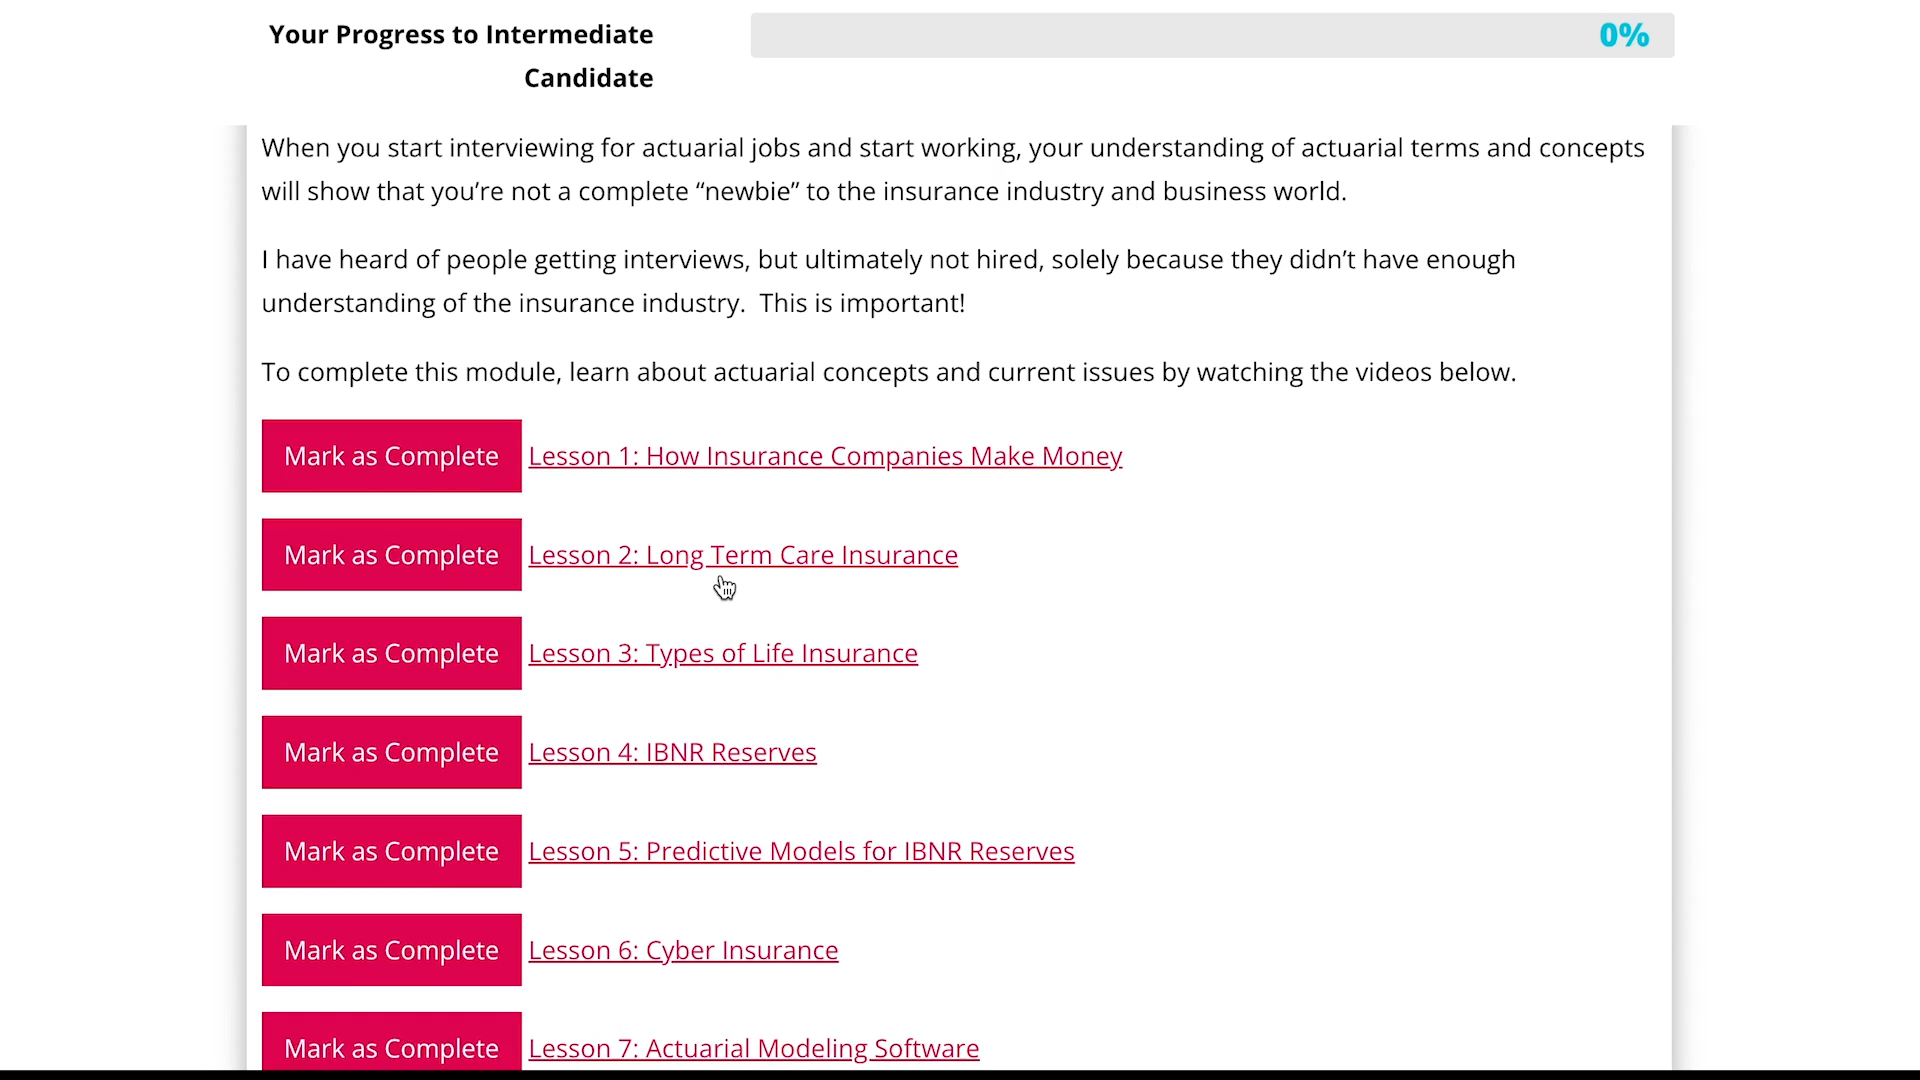 Your Progress to Intermediate
Candidate
0%
When you start interviewing for actuarial jobs and start working, your understanding of actuarial terms and concepts
will show that you’re not a complete “newbie” to the insurance industry and business world.
I have heard of people getting interviews, but ultimately not hired, solely because they didn’t have enough
understanding of the insurance industry.  This is important!
To complete this module, learn about actuarial concepts and current issues by watching the videos below.
Mark as Complete Lesson 1: How Insurance Companies Make Money
Mark as Complete Lesson 2: Long Term Care Insurance
Mark as Complete Lesson 3: Types of Life Insurance
Mark as Complete Lesson 4: IBNR Reserves
Mark as Complete Lesson 5: Predictive Models for IBNR Reserves
Mark as Complete Lesson 6: Cyber Insurance
Mark as Complete Lesson 7: Actuarial Modeling Software